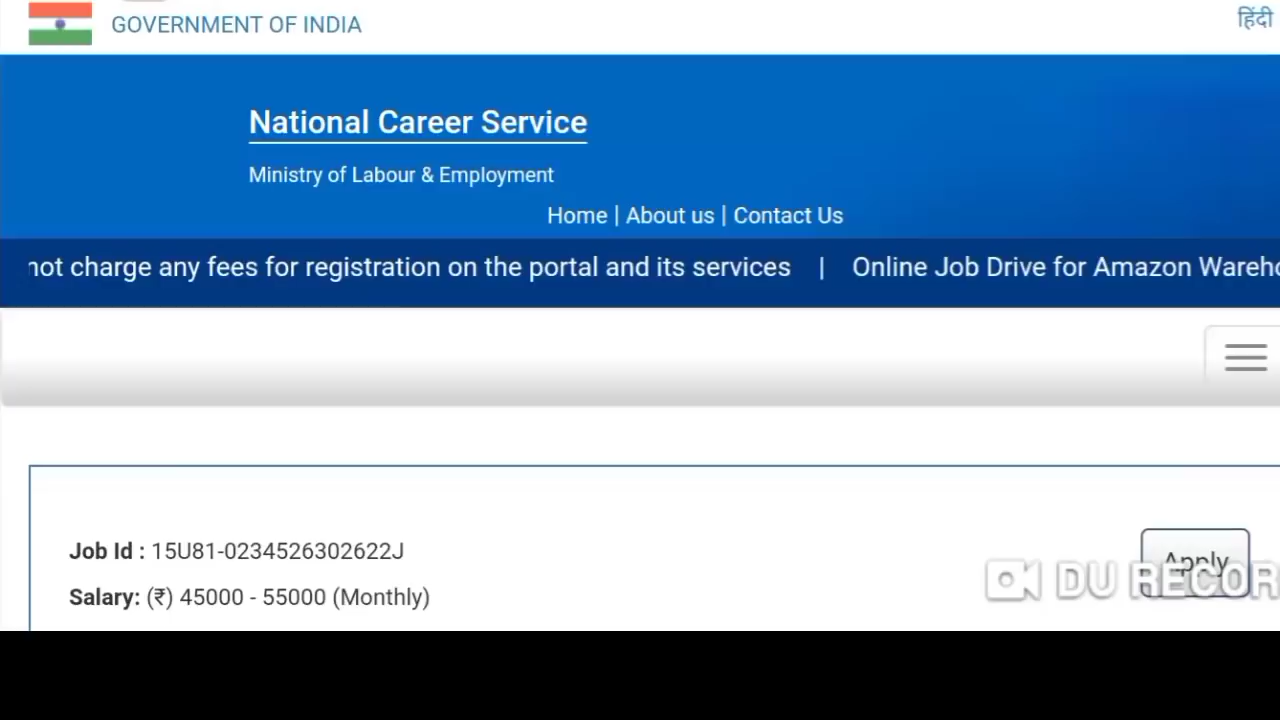 GOVERNMENT OF INDIA
हिंदी
National Career Service
Ministry of Labour & Employment
Home | About us | Contact Us
not charge any fees for registration on the portal and its services | Online Job Drive for Amazon
Job Id : 15U81-0234526302622J
Apply
Salary: (₹) 45000 - 55000 (Monthly)
DU RECOR